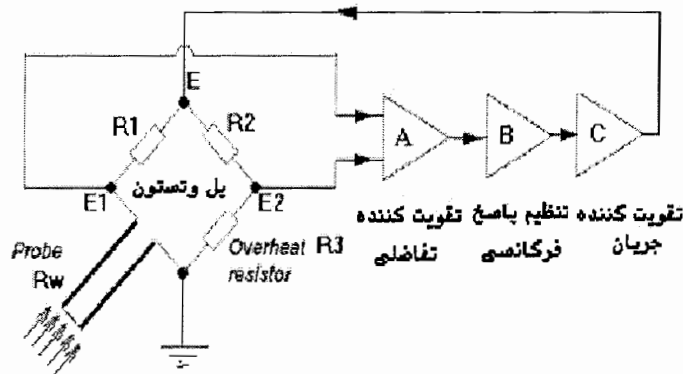 E
R1
R2
A
B
C
E1
پل وتستون
E2
تقویت کننده
تفاضلی
تنظیم پاسخ
فرکانسی
تقویت کننده
جریان
Probe
Rw
Overheat R3
resistor